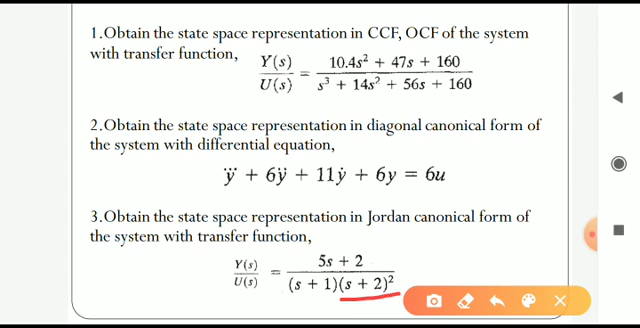 1.Obtain the state space representation in CCF, OCF of the system
with transfer function, Y(s)/U(s) = (10.4s² + 47s + 160)/(s³ + 14s² + 56s + 160)
2.Obtain the state space representation in diagonal canonical form of
the system with differential equation,
y⃛ + 6ÿ + 11ẏ + 6y = 6u
3.Obtain the state space representation in Jordan canonical form of
the system with transfer function,
Y(s)/U(s) = (5s + 2)/((s + 1)(s + 2)²)